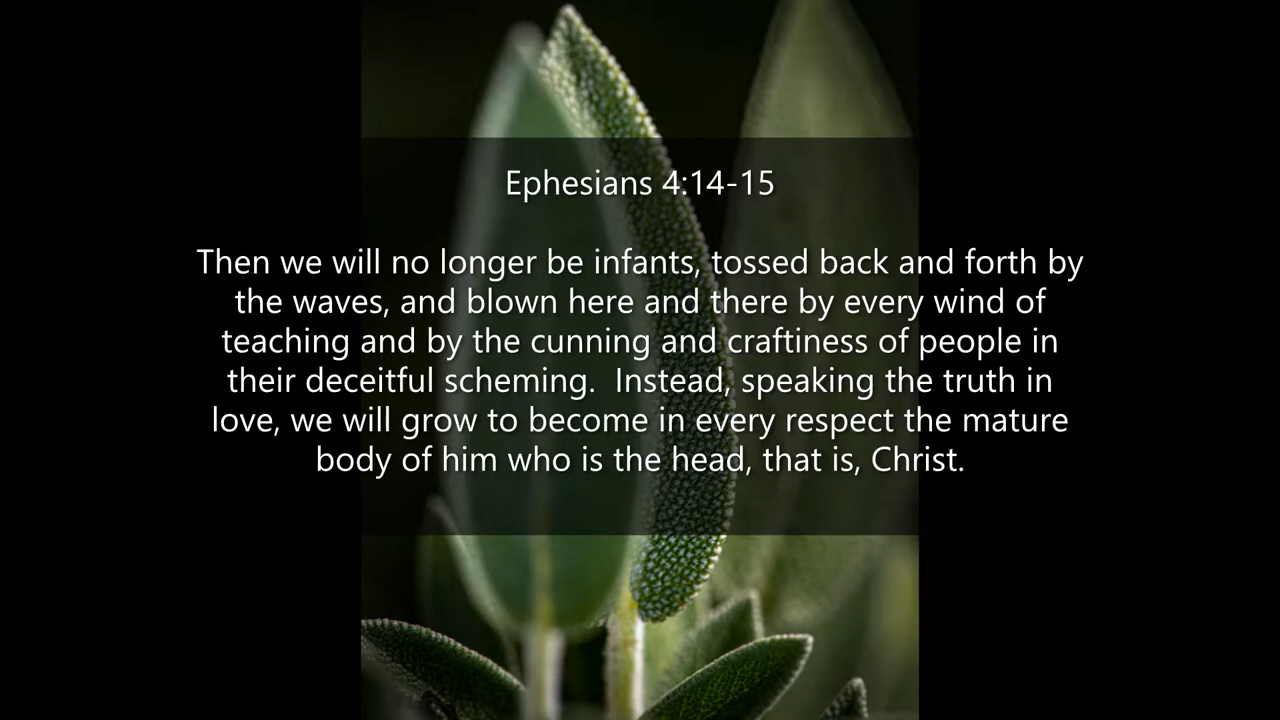 Ephesians 4:14-15
Then we will no longer be infants, tossed back and forth by
the waves, and blown here and there by every wind of
teaching and by the cunning and craftiness of people in
their deceitful scheming.  Instead, speaking the truth in
love, we will grow to become in every respect the mature
body of him who is the head, that is, Christ.